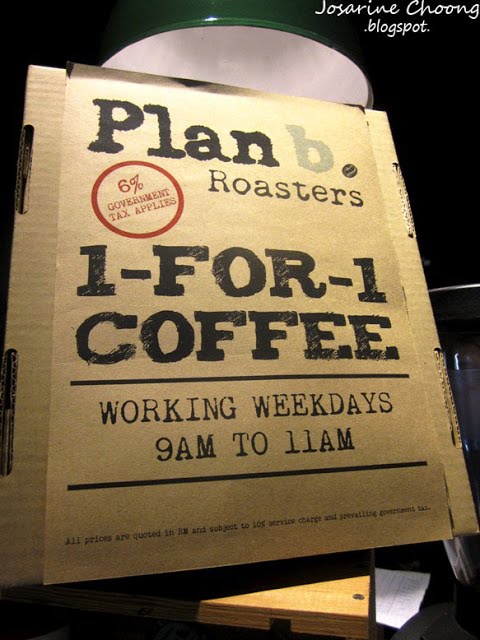 Josarine Choong
.blogspot.
Plan b.
Roasters
6%
GOVERNMENT
TAX APPLIES
1-FOR-1
COFFEE
WORKING WEEKDAYS
9AM TO 11AM
All prices are quoted in RM and subject to 10% service charge and prevailing government tax.